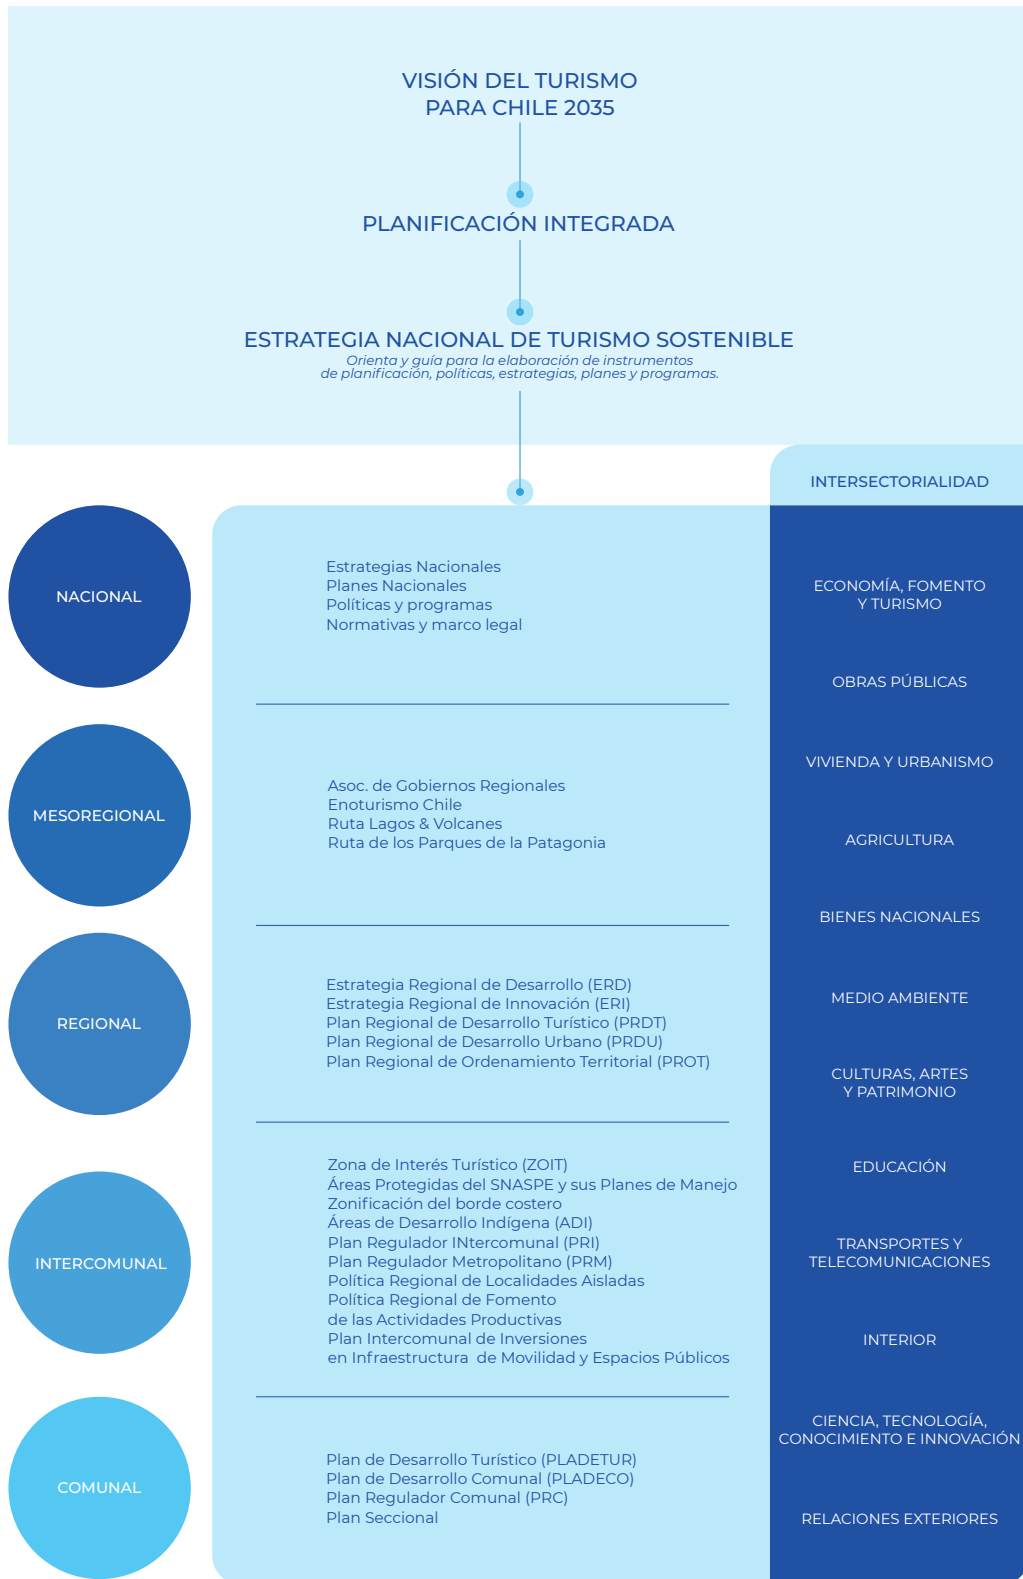 VISIÓN DEL TURISMO
PARA CHILE 2035
PLANIFICACIÓN INTEGRADA
ESTRATEGIA NACIONAL DE TURISMO SOSTENIBLE
Orienta y guía para la elaboración de instrumentos
de planificación, políticas, estrategias, planes y programas.
NACIONAL
Estrategias Nacionales
Planes Nacionales
Políticas y programas
Normativas y marco legal
MESOREGIONAL
Asoc. de Gobiernos Regionales
Enoturismo Chile
Ruta Lagos & Volcanes
Ruta de los Parques de la Patagonia
REGIONAL
Estrategia Regional de Desarrollo (ERD)
Estrategia Regional de Innovación (ERI)
Plan Regional de Desarrollo Turístico (PRDT)
Plan Regional de Desarrollo Urbano (PRDU)
Plan Regional de Ordenamiento Territorial (PROT)
INTERCOMUNAL
Zona de Interés Turístico (ZOIT)
Áreas Protegidas del SNASPE y sus Planes de Manejo
Zonificación del borde costero
Áreas de Desarrollo Indígena (ADI)
Plan Regulador INtercomunal (PRI)
Plan Regulador Metropolitano (PRM)
Política Regional de Localidades Aisladas
Política Regional de Fomento
de las Actividades Productivas
Plan Intercomunal de Inversiones
en Infraestructura de Movilidad y Espacios Públicos
COMUNAL
Plan de Desarrollo Turístico (PLADETUR)
Plan de Desarrollo Comunal (PLADECO)
Plan Regulador Comunal (PRC)
Plan Seccional
INTERSECTORIALIDAD
ECONOMÍA, FOMENTO
Y TURISMO
OBRAS PÚBLICAS
VIVIENDA Y URBANISMO
AGRICULTURA
BIENES NACIONALES
MEDIO AMBIENTE
CULTURAS, ARTES
Y PATRIMONIO
EDUCACIÓN
TRANSPORTES Y
TELECOMUNICACIONES
INTERIOR
CIENCIA, TECNOLOGÍA,
CONOCIMIENTO E INNOVACIÓN
RELACIONES EXTERIORES